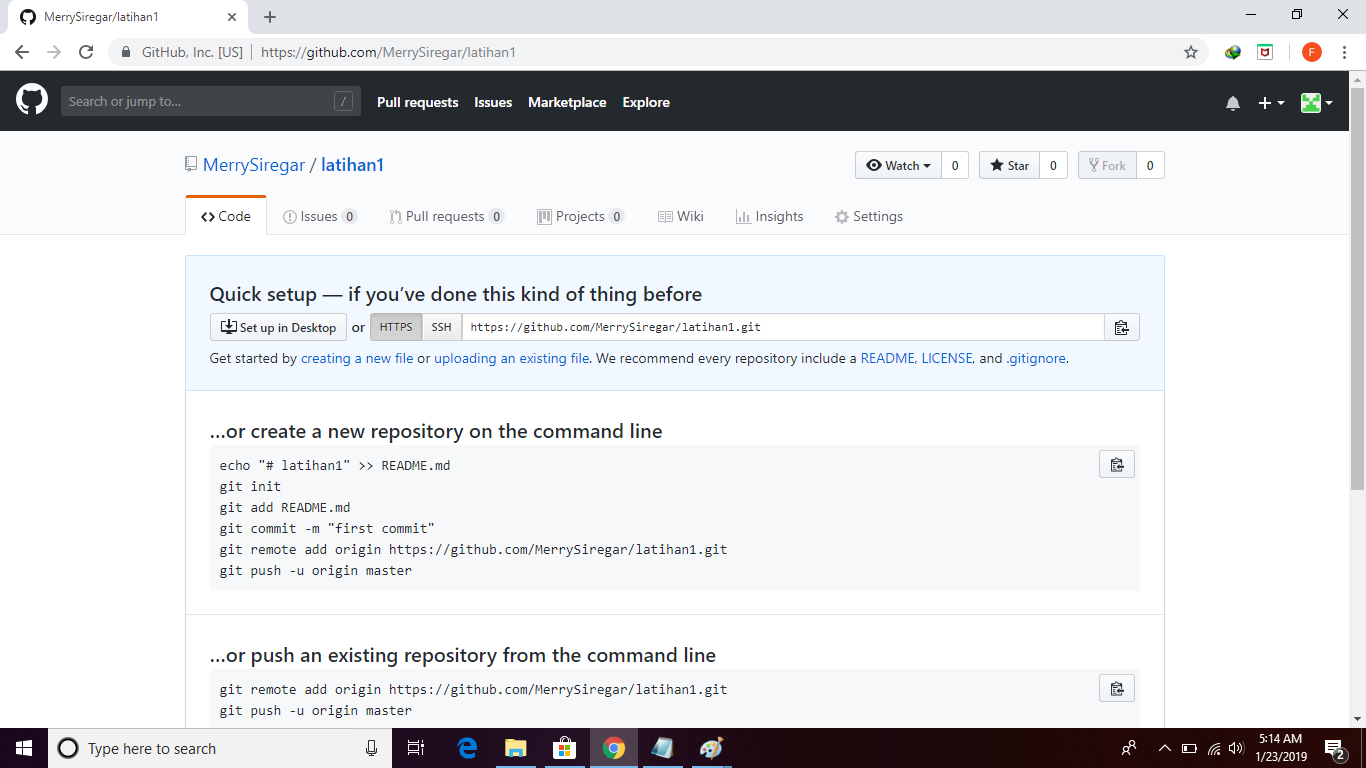 MerrySiregar/latihan1
GitHub, Inc. [US] https://github.com/MerrySiregar/latihan1
F
Search or jump to... /
Pull requests Issues Marketplace Explore
MerrySiregar / latihan1
Watch 0 Star 0 Fork 0
Code Issues 0 Pull requests 0 Projects 0 Wiki Insights Settings
Quick setup — if you’ve done this kind of thing before
Set up in Desktop or HTTPS SSH https://github.com/MerrySiregar/latihan1.git
Get started by creating a new file or uploading an existing file. We recommend every repository include a README, LICENSE, and .gitignore.
…or create a new repository on the command line
echo "# latihan1" >> README.md
git init
git add README.md
git commit -m "first commit"
git remote add origin https://github.com/MerrySiregar/latihan1.git
git push -u origin master
…or push an existing repository from the command line
git remote add origin https://github.com/MerrySiregar/latihan1.git
git push -u origin master
Type here to search
5:14 AM
1/23/2019
2